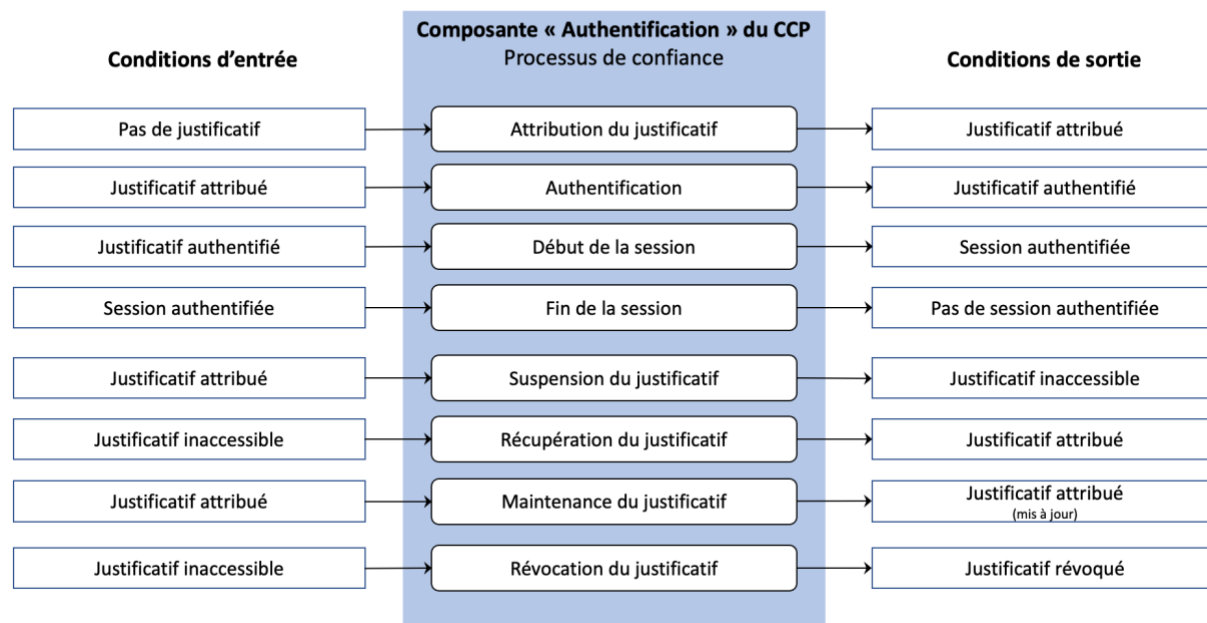 Composante « Authentification » du CCP
Conditions d'entrée
Processus de confiance
Conditions de sortie
Pas de justificatif
Attribution du justificatif
Justificatif attribué
Justificatif attribué
Authentification
Justificatif authentifié
Justificatif authentifié
Début de la session
Session authentifiée
Session authentifiée
Fin de la session
Pas de session authentifiée
Justificatif attribué
Suspension du justificatif
Justificatif inaccessible
Justificatif inaccessible
Récupération du justificatif
Justificatif attribué
Justificatif attribué
Maintenance du justificatif
Justificatif attribué
(mis à jour)
Justificatif inaccessible
Révocation du justificatif
Justificatif révoqué